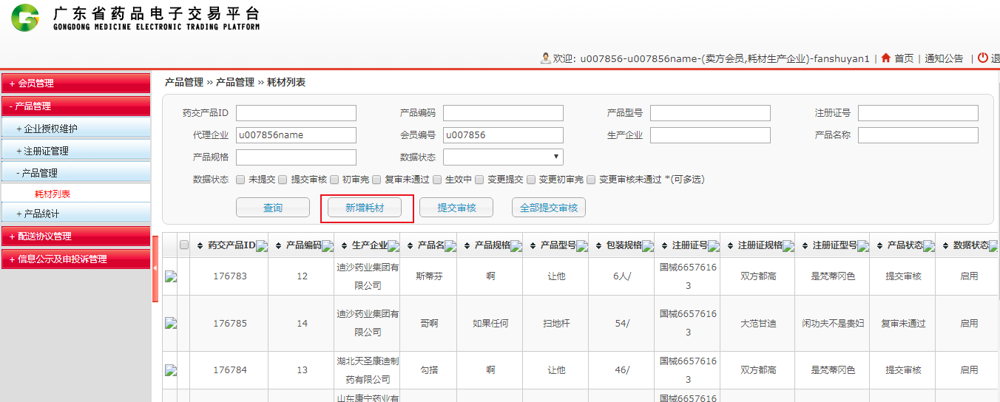 广东省药品电子交易平台
GONGDONG MEDICINE ELECTRONIC TRADING PLATFORM
欢迎: u007856-u007856name-(卖方会员,耗材生产企业)-fanshuyan1 | 首页 | 通知公告 | 退
+ 会员管理
- 产品管理
+ 企业授权维护
+ 注册证管理
- 产品管理
耗材列表
+ 产品统计
+ 配送协议管理
+ 信息公示及申投诉管理
产品管理 » 产品管理 » 耗材列表
药交产品ID 产品编码 产品型号 注册证号
代理企业 u007856name 会员编号 u007856 生产企业 产品名称
产品规格 数据状态
数据状态 未提交 提交审核 初审完 复审未通过 生效中 变更提交 变更初审完 变更审核未通过 *(可多选)
查询 新增耗材 提交审核 全部提交审核
药交产品ID 产品编码 生产企业 产品名 产品规格 产品型号 包装规格 注册证号 注册证规格 注册证型号 产品状态 数据状态
176783 12 迪沙药业集团有限公司 斯蒂芬 啊 让他 6人/ 国械66576163 双方都高 是梵蒂冈色 提交审核 启用
176785 14 迪沙药业集团有限公司 哥啊 如果任何 扫地杆 54/ 国械66576163 大范甘迪 闲功夫不是贵妇 复审未通过 启用
176784 13 湖北天圣康迪制药有限公司 勾搭 啊 让他 46/ 国械66576163 双方都高 是梵蒂冈色 提交审核 启用
山东康宁药业有 国械6657616